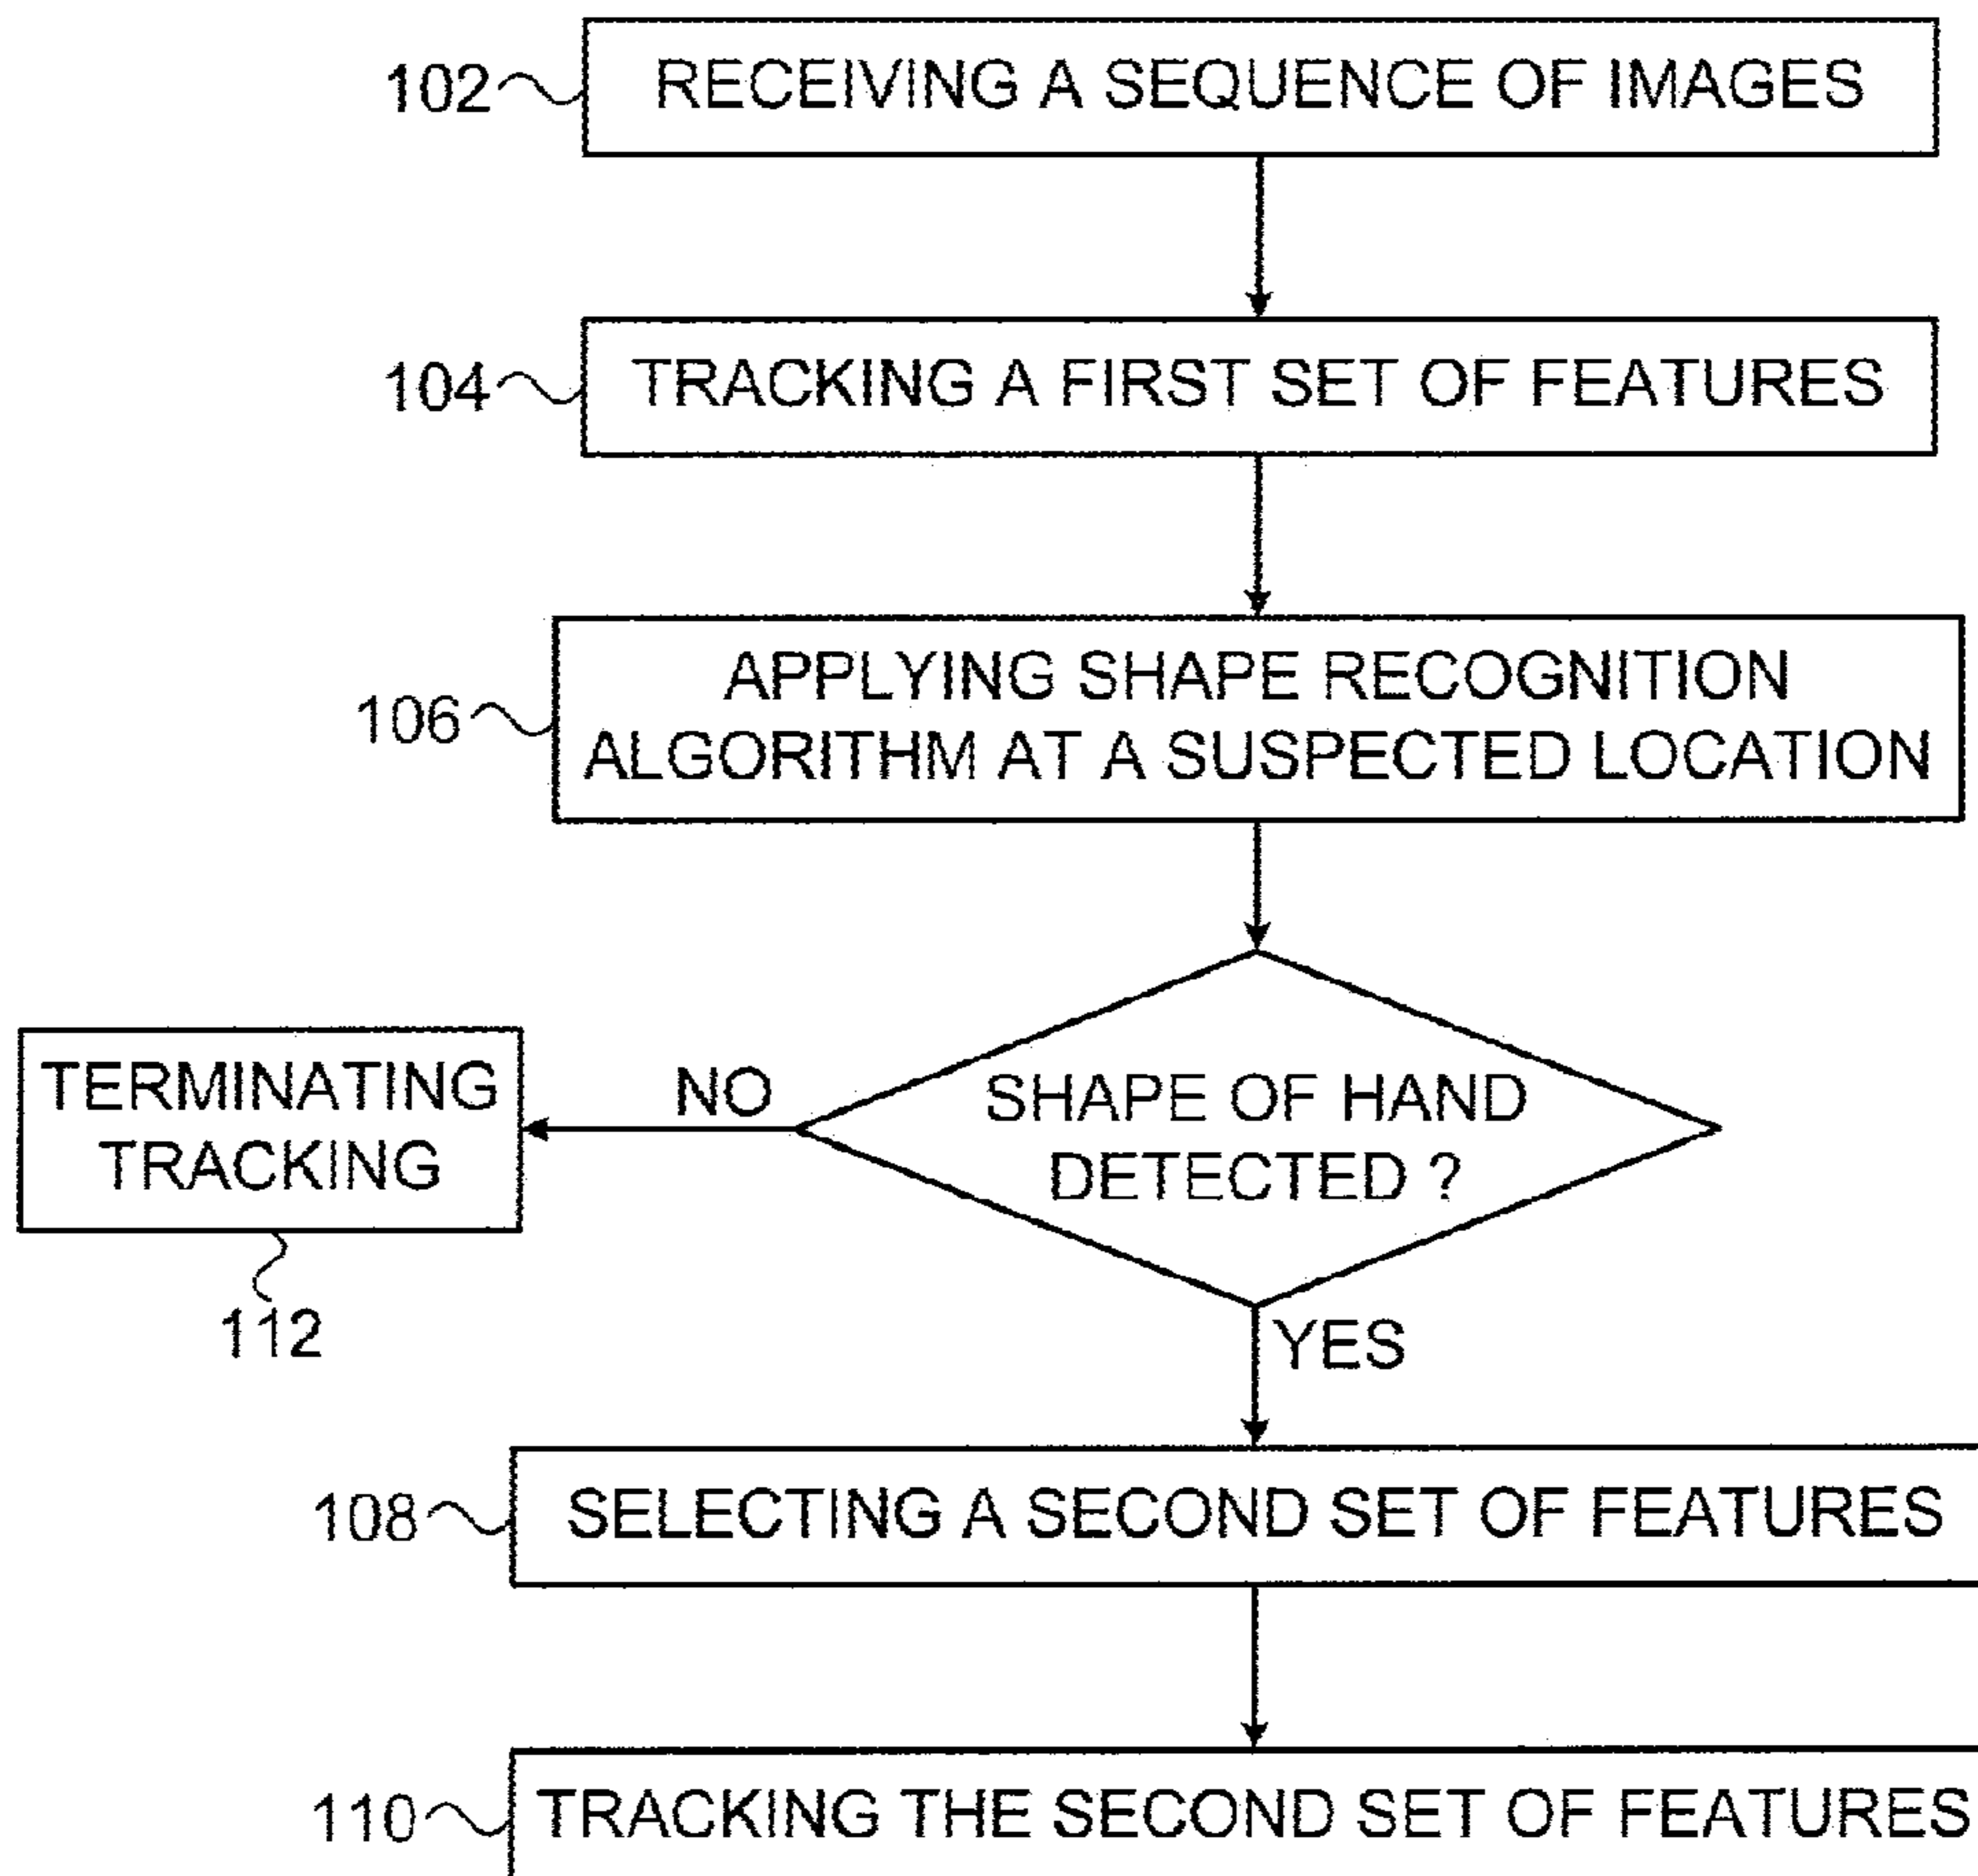 102
RECEIVING A SEQUENCE OF IMAGES
104
TRACKING A FIRST SET OF FEATURES
106
APPLYING SHAPE RECOGNITION
ALGORITHM AT A SUSPECTED LOCATION
SHAPE OF HAND
DETECTED ?
NO
TERMINATING
TRACKING
112
YES
108
SELECTING A SECOND SET OF FEATURES
110
TRACKING THE SECOND SET OF FEATURES